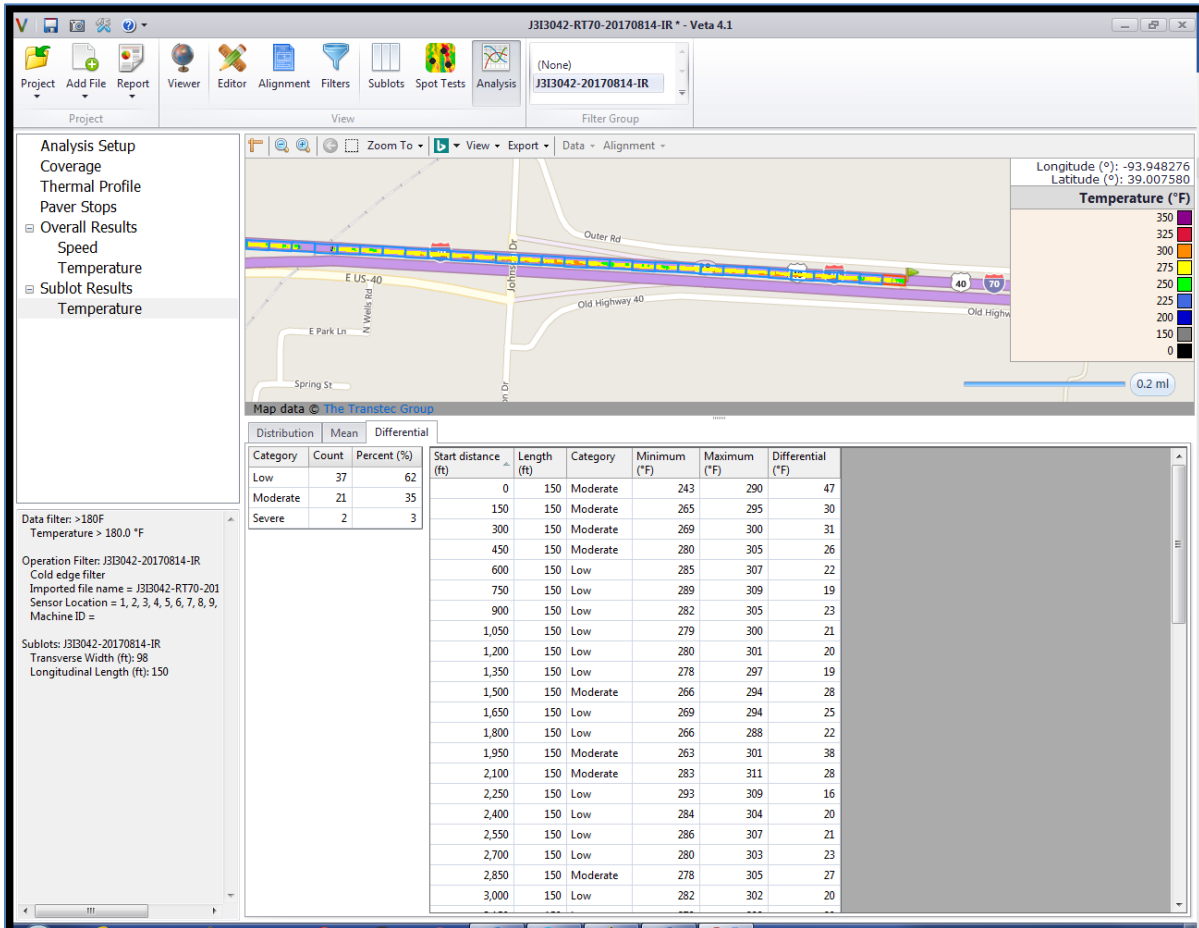 J3I3042-RT70-20170814-IR * - Veta 4.1
Project Add File Report Viewer Editor Alignment Filters Sublots Spot Tests Analysis
(None)
J3I3042-20170814-IR
Project View Filter Group
Analysis Setup
Coverage
Thermal Profile
Paver Stops
Overall Results
Speed
Temperature
Sublot Results
Temperature
Data filter: >180F
Temperature > 180.0 °F
Operation Filter: J3I3042-20170814-IR
Cold edge filter
Imported file name = J3I3042-RT70-201
Sensor Location = 1, 2, 3, 4, 5, 6, 7, 8, 9,
Machine ID =
Sublots: J3I3042-20170814-IR
Transverse Width (ft): 98
Longitudinal Length (ft): 150
Zoom To View Export Data Alignment
Longitude (°): -93.948276
Latitude (°): 39.007580
Temperature (°F)
350
325
300
275
250
225
200
150
0
Outer Rd
Johnson Dr
E US-40
N Wells Rd
Old Highway 40
40
70
Old Highw
E Park Ln
Spring St
on Dr
0.2 ml
Map data © The Transtec Group
Distribution Mean Differential
Category Count Percent (%)
Low 37 62
Moderate 21 35
Severe 2 3
Start distance (ft) Length (ft) Category Minimum (°F) Maximum (°F) Differential (°F)
0 150 Moderate 243 290 47
150 150 Moderate 265 295 30
300 150 Moderate 269 300 31
450 150 Moderate 280 305 26
600 150 Low 285 307 22
750 150 Low 289 309 19
900 150 Low 282 305 23
1,050 150 Low 279 300 21
1,200 150 Low 280 301 20
1,350 150 Low 278 297 19
1,500 150 Moderate 266 294 28
1,650 150 Low 269 294 25
1,800 150 Low 266 288 22
1,950 150 Moderate 263 301 38
2,100 150 Moderate 283 311 28
2,250 150 Low 293 309 16
2,400 150 Low 284 304 20
2,550 150 Low 286 307 21
2,700 150 Low 280 303 23
2,850 150 Moderate 278 305 27
3,000 150 Low 282 302 20